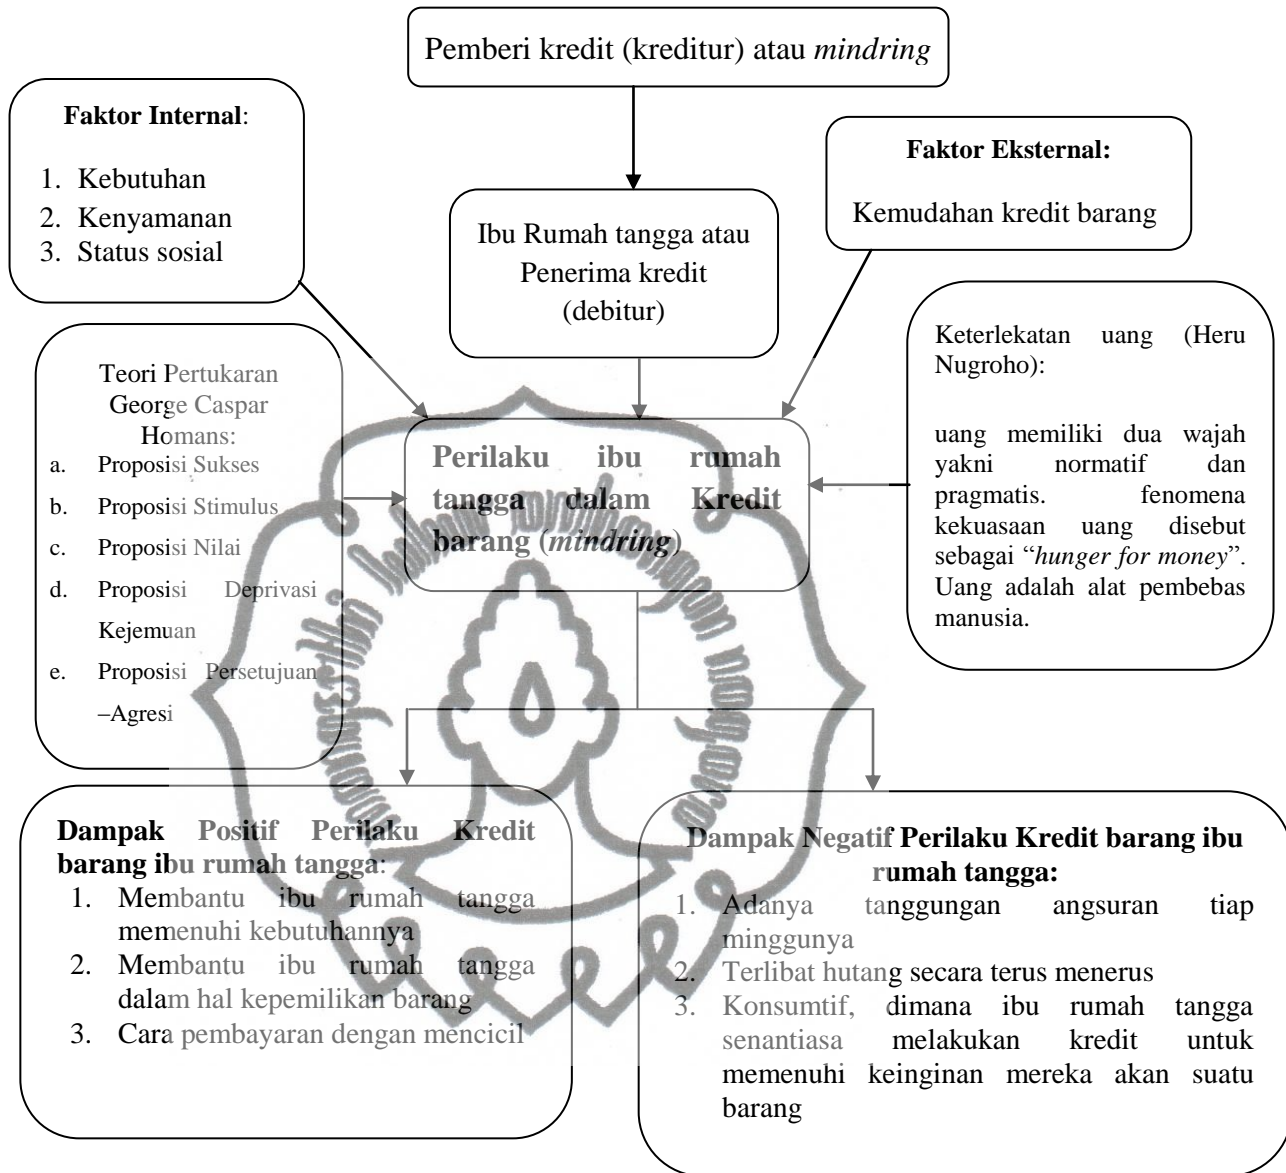 Pemberi kredit (kreditur) atau mindring
Faktor Internal:
1. Kebutuhan
2. Kenyamanan
3. Status sosial
Ibu Rumah tangga atau
Penerima kredit
(debitur)
Faktor Eksternal:
Kemudahan kredit barang
Teori Pertukaran
George Caspar
Homans:
a. Proposisi Sukses
b. Proposisi Stimulus
c. Proposisi Nilai
d. Proposisi Deprivasi
Kejemuan
e. Proposisi Persetujuan
–Agresi
Perilaku ibu rumah
tangga dalam Kredit
barang (mindring)
Keterlekatan uang (Heru
Nugroho):
uang memiliki dua wajah
yakni normatif dan
pragmatis. fenomena
kekuasaan uang disebut
sebagai “hunger for money”.
Uang adalah alat pembebas
manusia.
Dampak Positif Perilaku Kredit
barang ibu rumah tangga:
1. Membantu ibu rumah tangga
memenuhi kebutuhannya
2. Membantu ibu rumah tangga
dalam hal kepemilikan barang
3. Cara pembayaran dengan mencicil
Dampak Negatif Perilaku Kredit barang ibu
rumah tangga:
1. Adanya tanggungan angsuran tiap
minggunya
2. Terlibat hutang secara terus menerus
3. Konsumtif, dimana ibu rumah tangga
senantiasa melakukan kredit untuk
memenuhi keinginan mereka akan suatu
barang